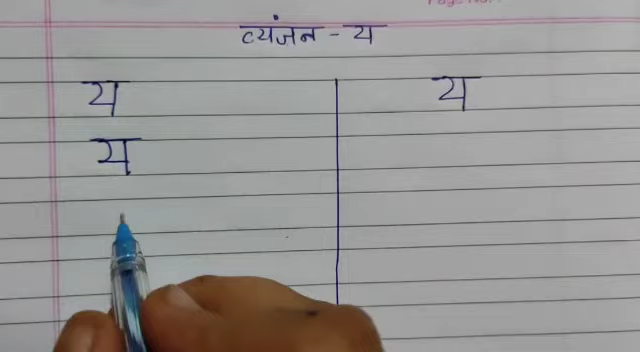 व्यंजन - य
य य
य